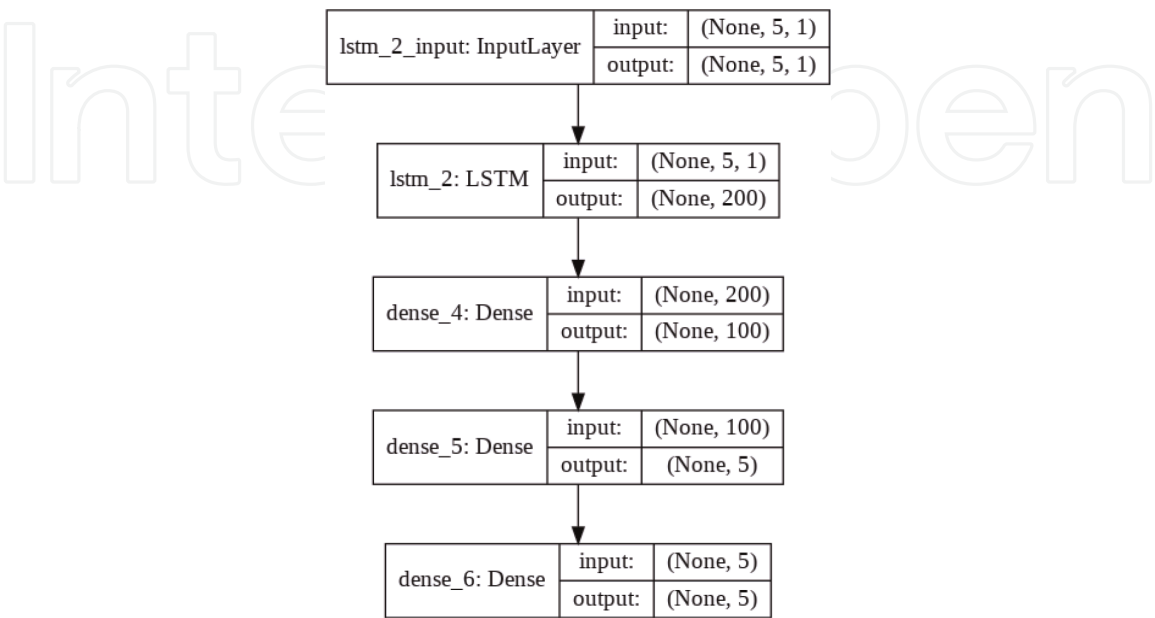 lstm_2_input: InputLayer
input: (None, 5, 1)
output: (None, 5, 1)
lstm_2: LSTM
input: (None, 5, 1)
output: (None, 200)
dense_4: Dense
input: (None, 200)
output: (None, 100)
dense_5: Dense
input: (None, 100)
output: (None, 5)
dense_6: Dense
input: (None, 5)
output: (None, 5)
Inte
pen